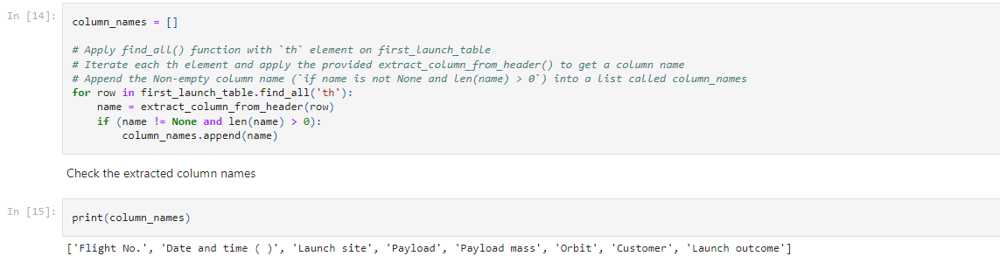 In [14]:
column_names = []
# Apply find_all() function with `th` element on first_launch_table
# Iterate each th element and apply the provided extract_column_from_header() to get a column name
# Append the Non-empty column name (`if name is not None and len(name) > 0`) into a list called column_names
for row in first_launch_table.find_all('th'):
    name = extract_column_from_header(row)
    if (name != None and len(name) > 0):
        column_names.append(name)
Check the extracted column names
In [15]:
print(column_names)
['Flight No.', 'Date and time ( )', 'Launch site', 'Payload', 'Payload mass', 'Orbit', 'Customer', 'Launch outcome']